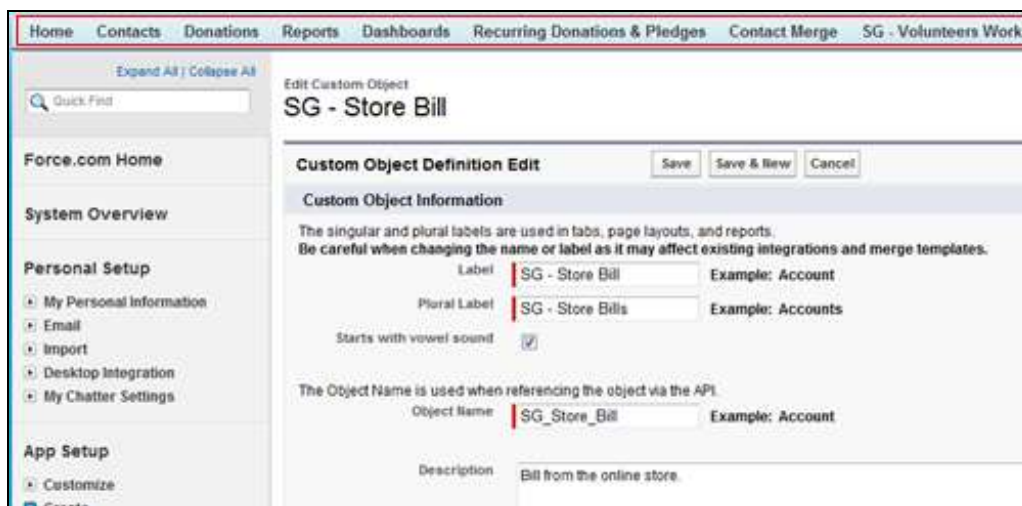 Home Contacts Donations Reports Dashboards Recurring Donations & Pledges Contact Merge SG - Volunteers Work
Expand All | Collapse All
Quick Find
Force.com Home
System Overview
Personal Setup
My Personal Information
Email
Import
Desktop Integration
My Chatter Settings
App Setup
Customize
Create
Edit Custom Object
SG - Store Bill
Custom Object Definition Edit Save Save & New Cancel
Custom Object Information
The singular and plural labels are used in tabs, page layouts, and reports.
Be careful when changing the name or label as it may affect existing integrations and merge templates.
Label SG - Store Bill Example: Account
Plural Label SG - Store Bills Example: Accounts
Starts with vowel sound
The Object Name is used when referencing the object via the API.
Object Name SG_Store_Bill Example: Account
Description Bill from the online store.